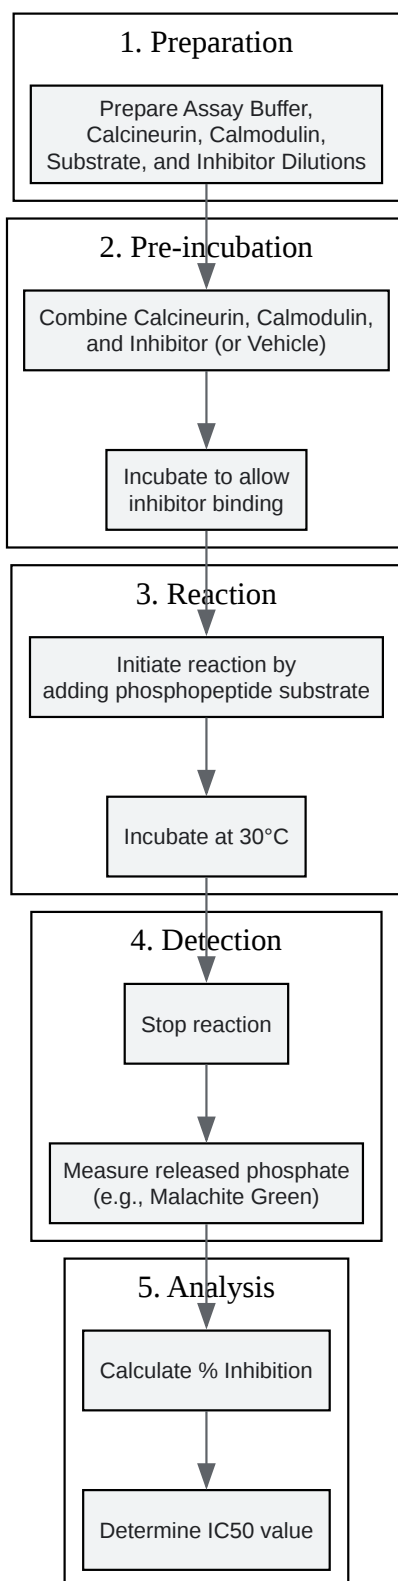 1. Preparation
Prepare Assay Buffer,
Calcineurin, Calmodulin,
Substrate, and Inhibitor Dilutions
2. Pre-incubation
Combine Calcineurin, Calmodulin,
and Inhibitor (or Vehicle)
Incubate to allow
inhibitor binding
3. Reaction
Initiate reaction by
adding phosphopeptide substrate
Incubate at 30°C
4. Detection
Stop reaction
Measure released phosphate
(e.g., Malachite Green)
5. Analysis
Calculate % Inhibition
Determine IC50 value